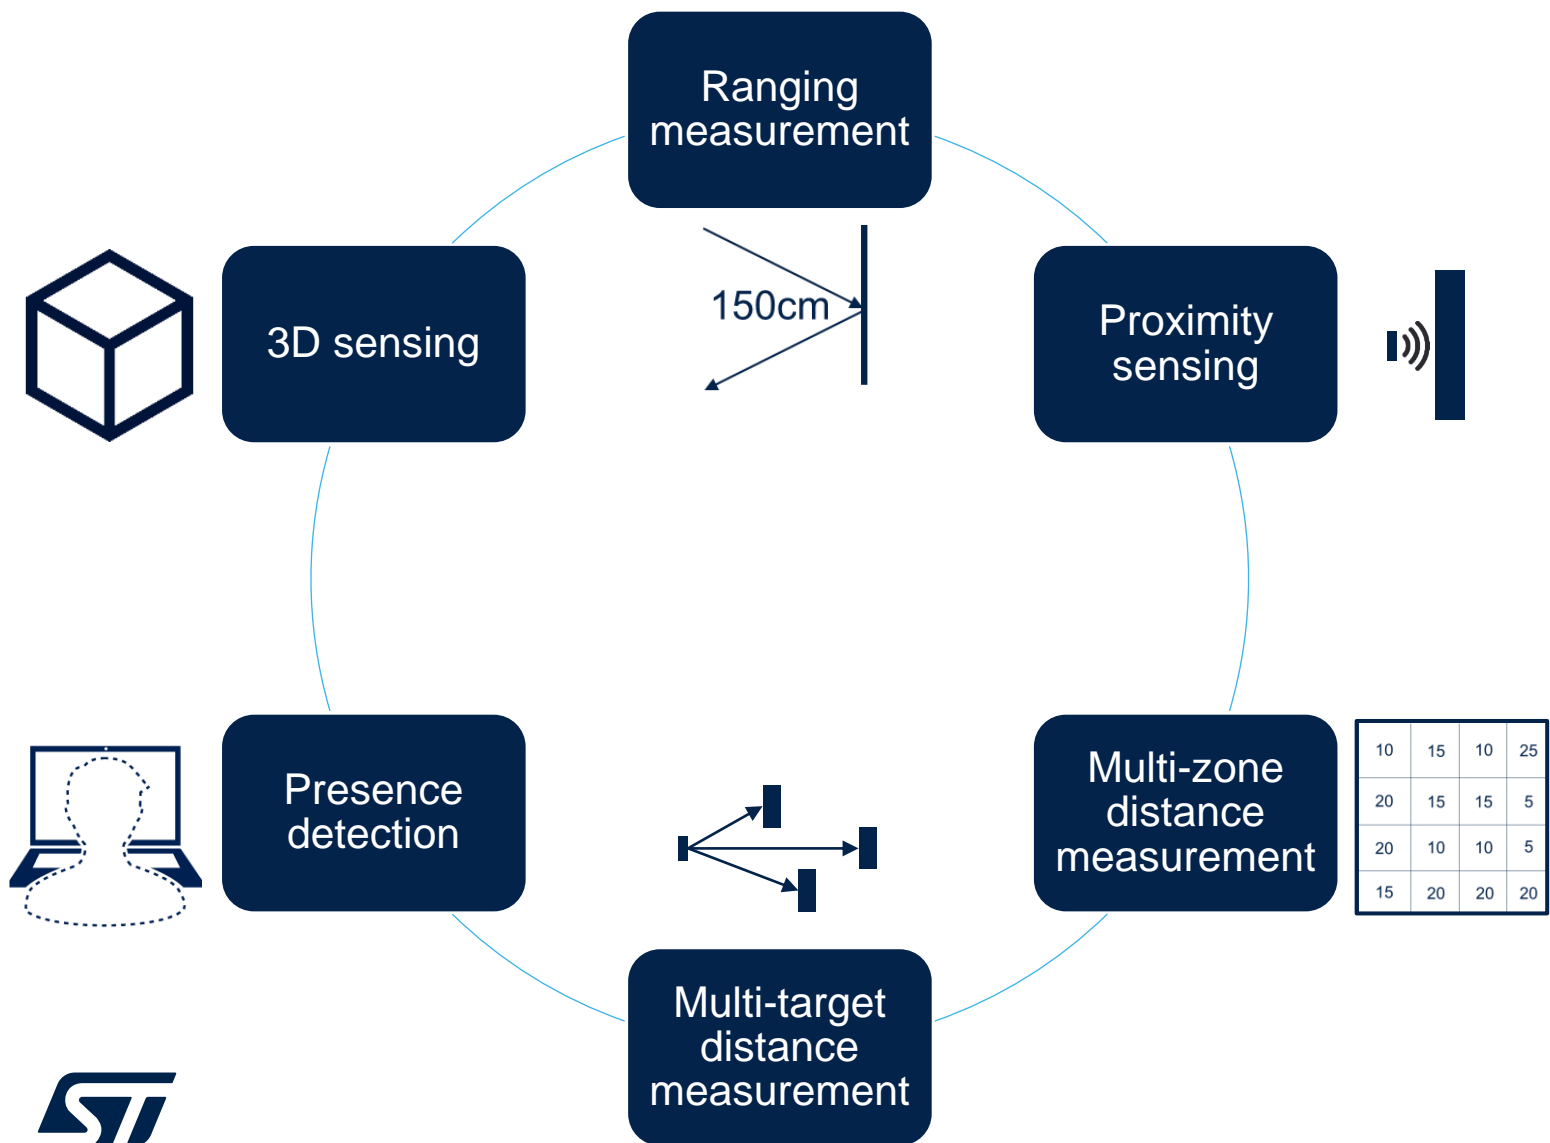 Ranging
measurement
150cm
3D sensing
Proximity
sensing
Presence
detection
Multi-zone
distance
measurement
10 15 10 25
20 15 15 5
20 10 10 5
15 20 20 20
Multi-target
distance
measurement
ST